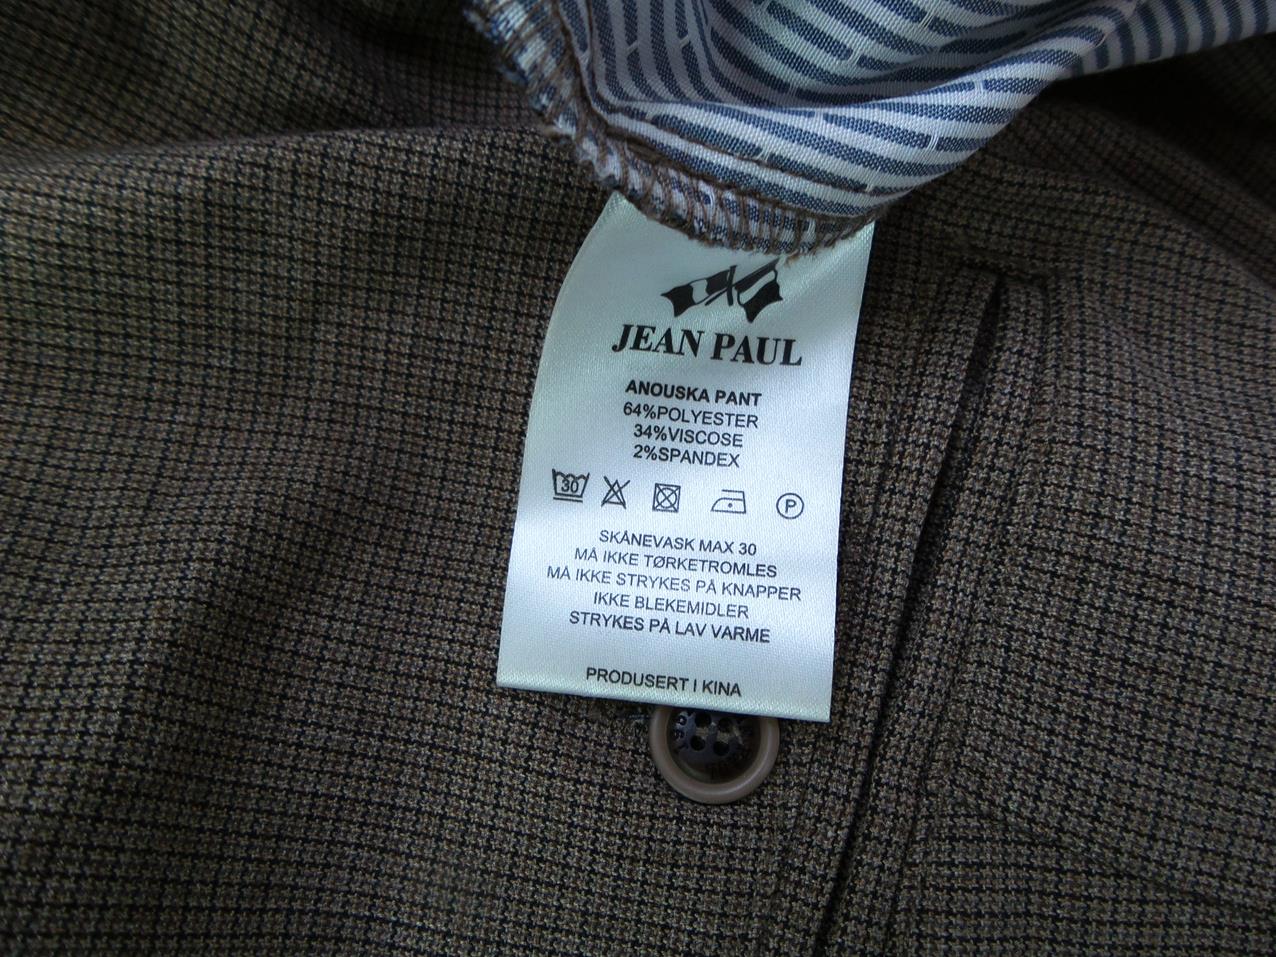 JEAN PAUL
ANOUSKA PANT
64%POLYESTER
34%VISCOSE
2%SPANDEX
30 P
SKÅNEVASK MAX 30
MÅ IKKE TØRKETROMLES
MÅ IKKE STRYKES PÅ KNAPPER
IKKE BLEKEMIDLER
STRYKES PÅ LAV VARME
PRODUSERT I KINA